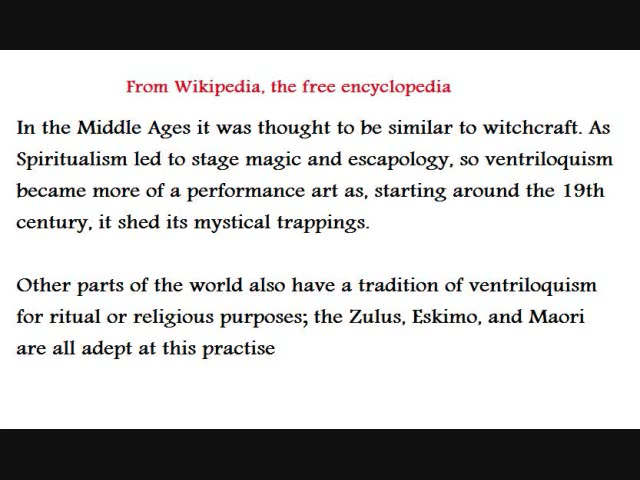 From Wikipedia, the free encyclopedia
In the Middle Ages it was thought to be similar to witchcraft. As
Spiritualism led to stage magic and escapology, so ventriloquism
became more of a performance art as, starting around the 19th
century, it shed its mystical trappings.
Other parts of the world also have a tradition of ventriloquism
for ritual or religious purposes; the Zulus, Eskimo, and Maori
are all adept at this practise